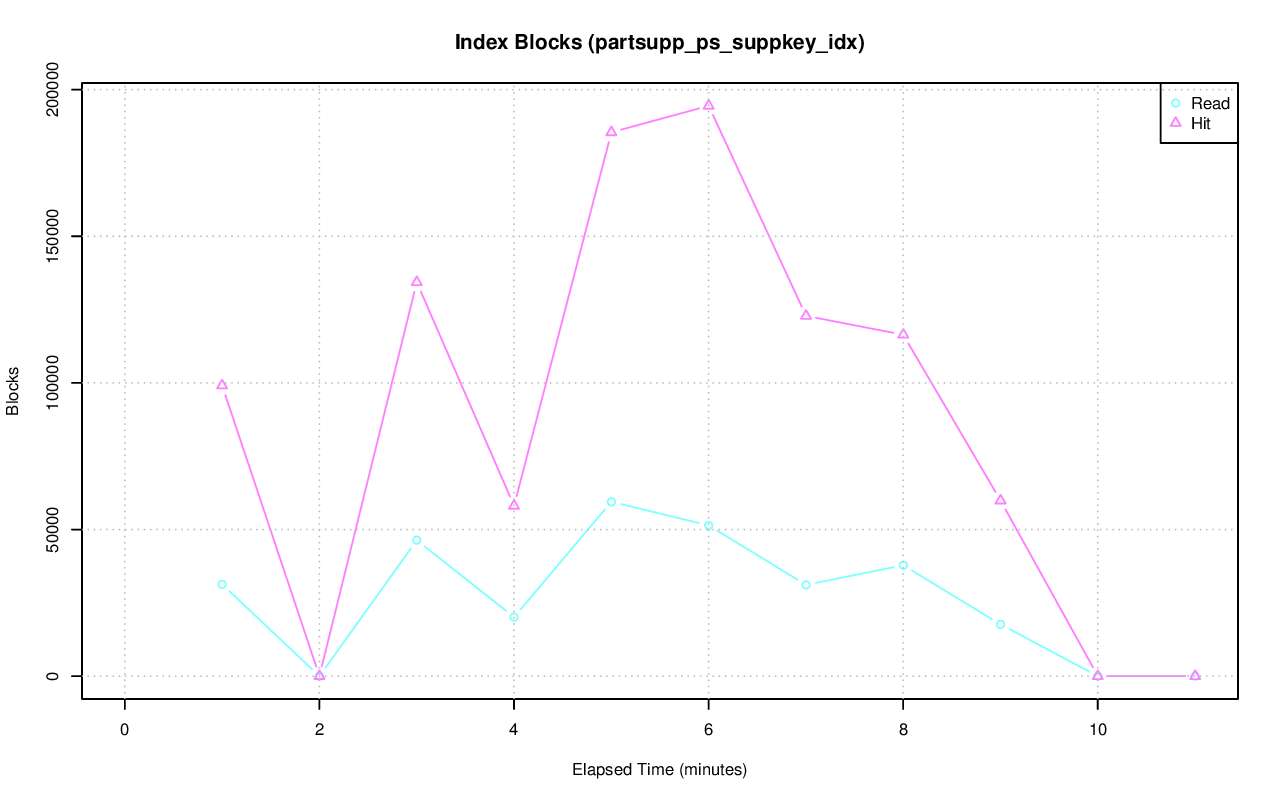 Index Blocks (partsupp_ps_suppkey_idx)
Read
Hit
200000
150000
100000
50000
0
Blocks
0 2 4 6 8 10
Elapsed Time (minutes)